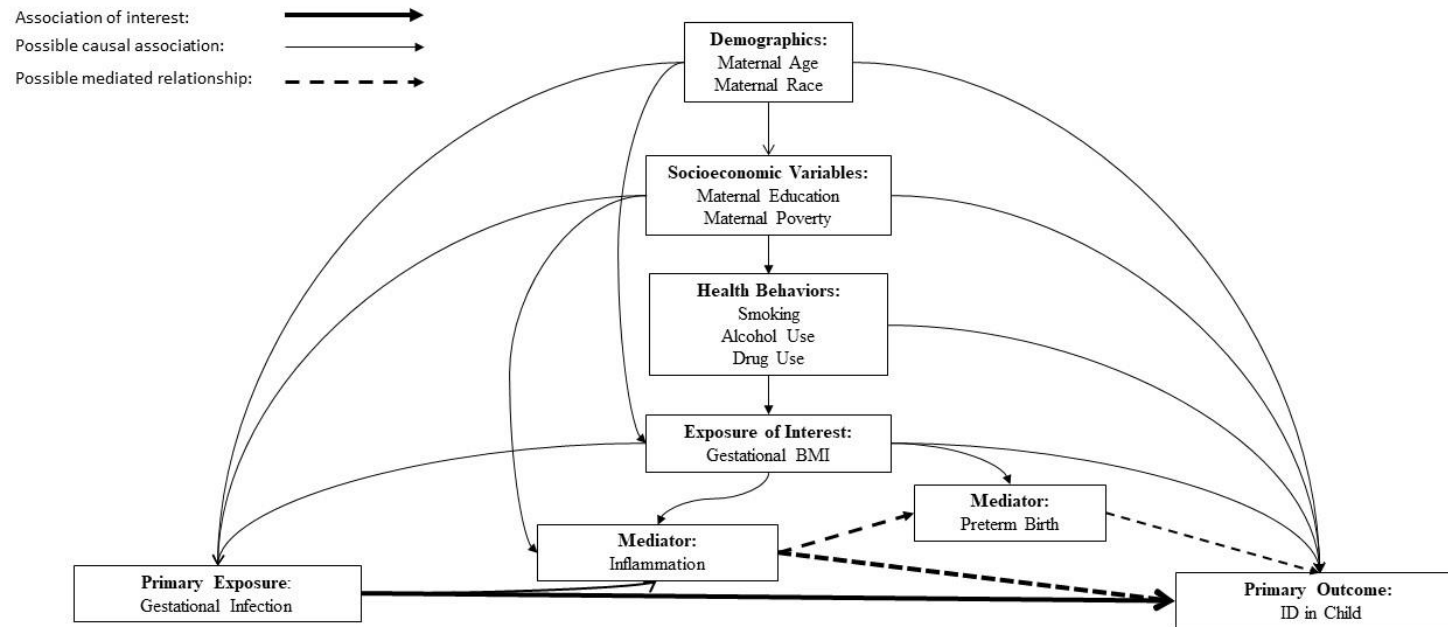 Association of interest:
Possible causal association:
Possible mediated relationship:
Demographics:
Maternal Age
Maternal Race
Socioeconomic Variables:
Maternal Education
Maternal Poverty
Health Behaviors:
Smoking
Alcohol Use
Drug Use
Exposure of Interest:
Gestational BMI
Mediator:
Preterm Birth
Mediator:
Inflammation
Primary Exposure:
Gestational Infection
Primary Outcome:
ID in Child